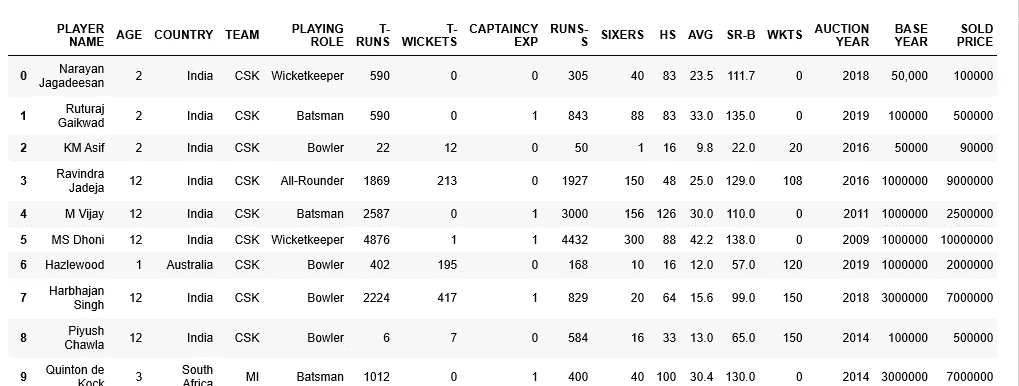 PLAYER NAME AGE COUNTRY TEAM PLAYING ROLE T-RUNS T-WICKETS CAPTAINCY EXP RUNS-S SIXERS HS AVG SR-B WKTS AUCTION YEAR BASE YEAR SOLD PRICE
0 Narayan Jagadeesan 2 India CSK Wicketkeeper 590 0 0 305 40 83 23.5 111.7 0 2018 50,000 100000
1 Ruturaj Gaikwad 2 India CSK Batsman 590 0 1 843 88 83 33.0 135.0 0 2019 100000 500000
2 KM Asif 2 India CSK Bowler 22 12 0 50 1 16 9.8 22.0 20 2016 50000 90000
3 Ravindra Jadeja 12 India CSK All-Rounder 1869 213 0 1927 150 48 25.0 129.0 108 2016 1000000 9000000
4 M Vijay 12 India CSK Batsman 2587 0 1 3000 156 126 30.0 110.0 0 2011 1000000 2500000
5 MS Dhoni 12 India CSK Wicketkeeper 4876 1 1 4432 300 88 42.2 138.0 0 2009 1000000 10000000
6 Hazlewood 1 Australia CSK Bowler 402 195 0 168 10 16 12.0 57.0 120 2019 1000000 2000000
7 Harbhajan Singh 12 India CSK Bowler 2224 417 1 829 20 64 15.6 99.0 150 2018 3000000 7000000
8 Piyush Chawla 12 India CSK Bowler 6 7 0 584 16 33 13.0 65.0 150 2014 100000 500000
9 Quinton de Kock 3 South Africa MI Batsman 1012 0 1 400 40 100 30.4 130.0 0 2014 3000000 7000000